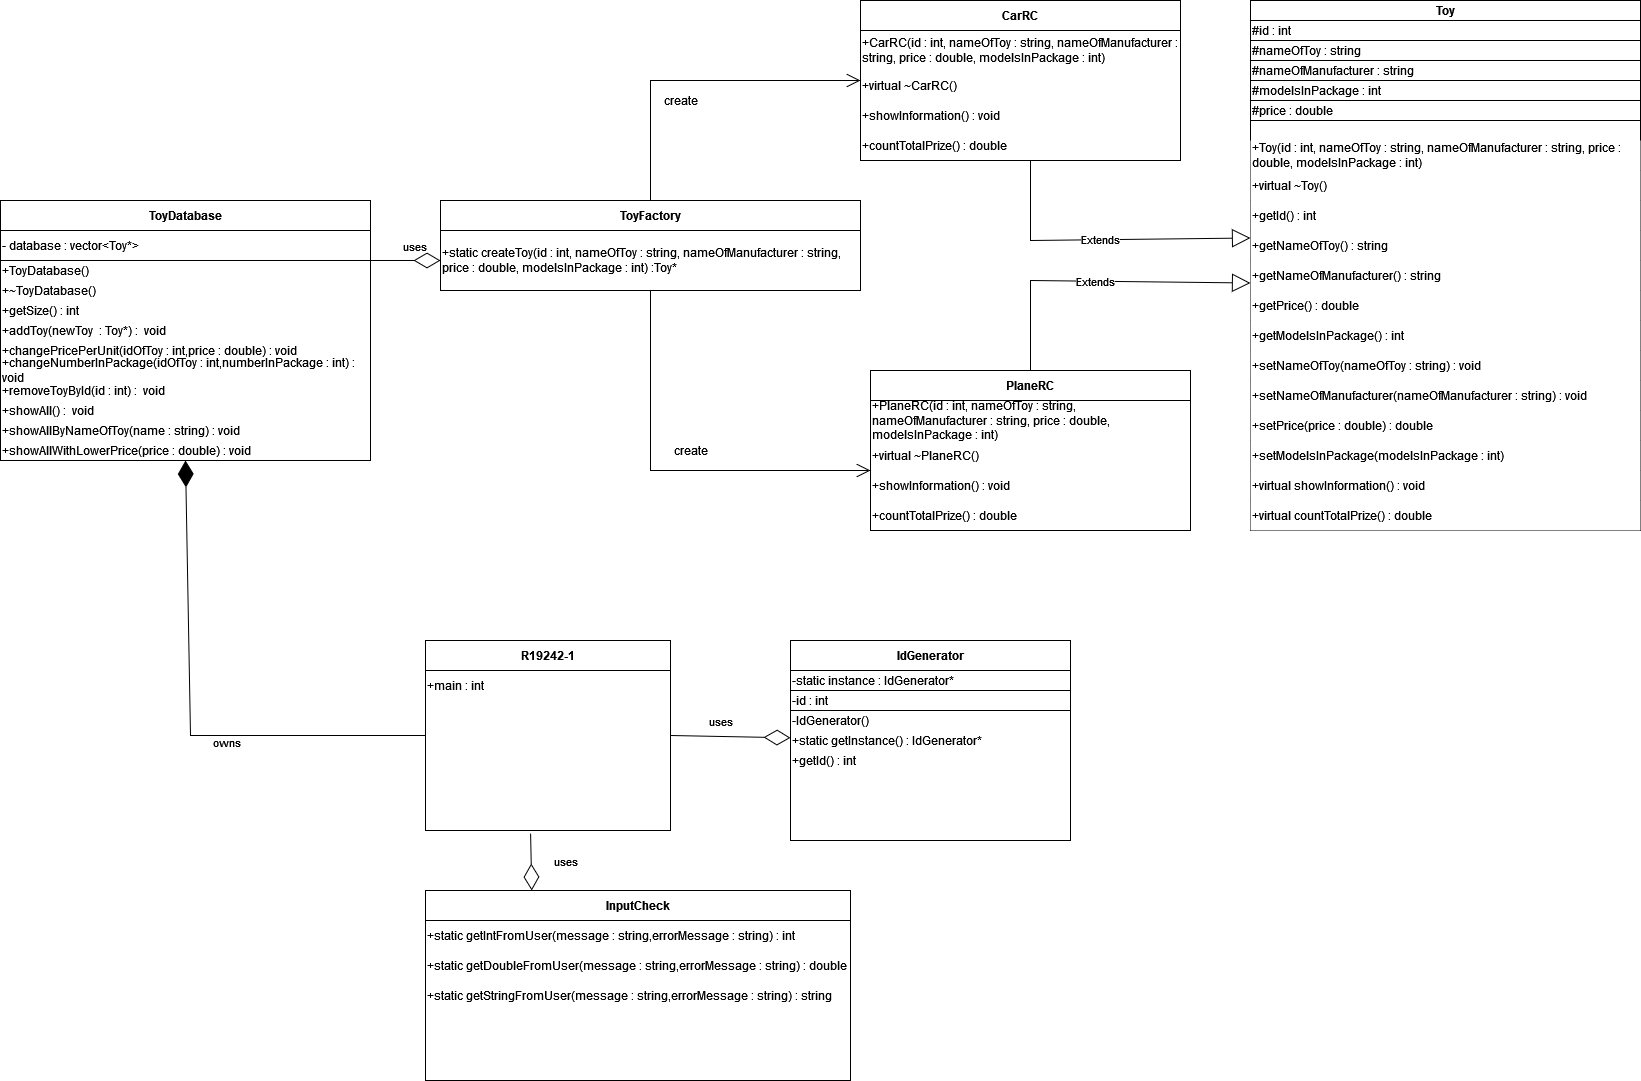 CarRC
+CarRC(id : int, nameOfToy : string, nameOfManufacturer :
string, price : double, modelsInPackage : int)
+virtual ~CarRC()
+showInformation() : void
+countTotalPrize() : double
Toy
#id : int
#nameOfToy : string
#nameOfManufacturer : string
#modelsInPackage : int
#price : double
+Toy(id : int, nameOfToy : string, nameOfManufacturer : string, price :
double, modelsInPackage : int)
+virtual ~Toy()
+getId() : int
+getNameOfToy() : string
+getNameOfManufacturer() : string
+getPrice() : double
+getModelsInPackage() : int
+setNameOfToy(nameOfToy : string) : void
+setNameOfManufacturer(nameOfManufacturer : string) : void
+setPrice(price : double) : double
+setModelsInPackage(modelsInPackage : int)
+virtual showInformation() : void
+virtual countTotalPrize() : double
create
Extends
Extends
ToyDatabase
- database : vector<Toy*>
+ToyDatabase()
+~ToyDatabase()
+getSize() : int
+addToy(newToy : Toy*) : void
+changePricePerUnit(idOfToy : int,price : double) : void
+changeNumberInPackage(idOfToy : int,numberInPackage : int) :
void
+removeToyById(id : int) : void
+showAll() : void
+showAllByNameOfToy(name : string) : void
+showAllWithLowerPrice(price : double) : void
uses
ToyFactory
+static createToy(id : int, nameOfToy : string, nameOfManufacturer : string,
price : double, modelsInPackage : int) :Toy*
create
PlaneRC
+PlaneRC(id : int, nameOfToy : string,
nameOfManufacturer : string, price : double,
modelsInPackage : int)
+virtual ~PlaneRC()
+showInformation() : void
+countTotalPrize() : double
owns
R19242-1
+main : int
uses
IdGenerator
-static instance : IdGenerator*
-id : int
-IdGenerator()
+static getInstance() : IdGenerator*
+getId() : int
uses
InputCheck
+static getIntFromUser(message : string,errorMessage : string) : int
+static getDoubleFromUser(message : string,errorMessage : string) : double
+static getStringFromUser(message : string,errorMessage : string) : string